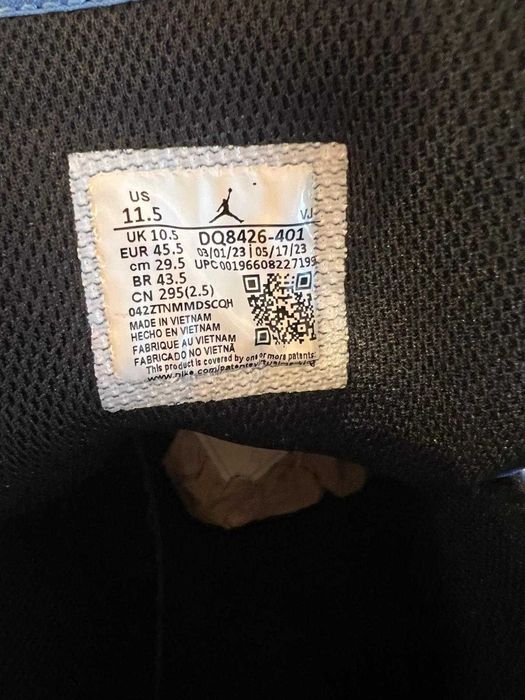 US
11.5
VJ
UK 10.5 DQ8426-401
EUR 45.5 03/01/23 | 05/17/23
cm 29.5 UPC00196608227199
BR 43.5
CN 295(2.5)
042ZTNMMDSCQH
MADE IN VIETNAM
HECHO EN VIETNAM
FABRIQUE AU VIETNAM
FABRICADO NO VIETNÃ
This product is covered by one or more patents: